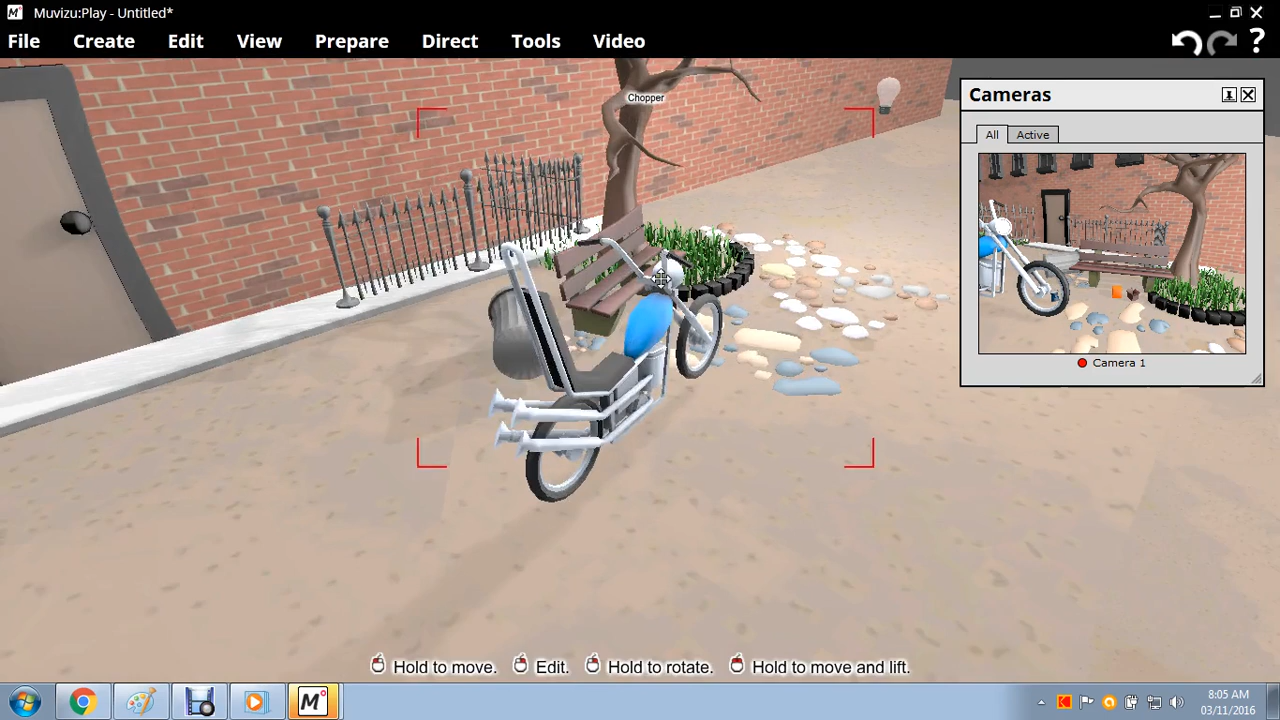 Muvizu:Play - Untitled*
File Create Edit View Prepare Direct Tools Video ?
Chopper
Cameras
All Active
Camera 1
Hold to move. Edit. Hold to rotate. Hold to move and lift.
M
8:05 AM
03/11/2016